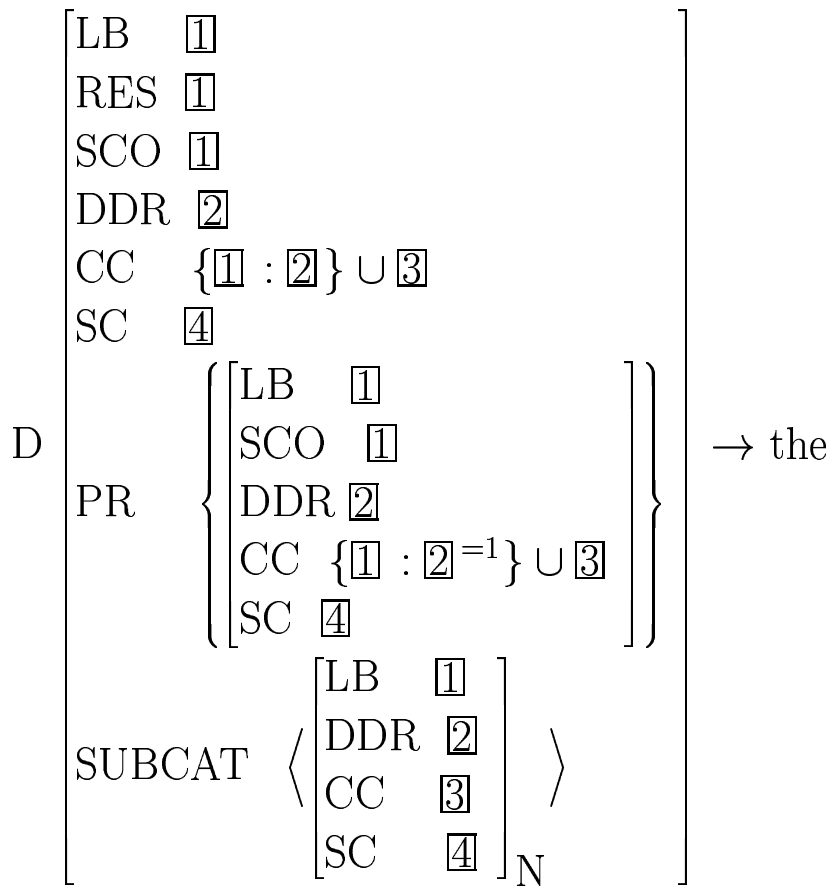 LB [1]
RES [1]
SCO [1]
DDR [2]
CC {[1] : [2]} ∪ [3]
SC [4]
LB [1]
SCO [1]
D → the
PR DDR [2]
CC {[1] : [2] =1} ∪ [3]
SC [4]
LB [1]
DDR [2]
SUBCAT ⟨ ⟩
CC [3]
SC [4]
N